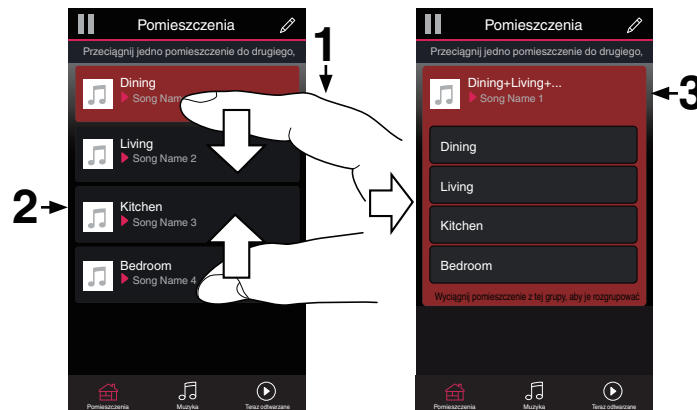 Pomieszczenia
Przeciągnij jedno pomieszczenie do drugiego,
1
Dining
Song Nam
Living
Song Name 2
2
Kitchen
Song Name 3
Bedroom
Song Name 4
Pomieszczenia
Muzyka
Teraz odtwarzane
Pomieszczenia
Przeciągnij jedno pomieszczenie do drugiego,
Dining+Living+...
Song Name 1
3
Dining
Living
Kitchen
Bedroom
Wyciągnij pomieszczenie z tej grupy, aby je rozgrupować
Pomieszczenia
Muzyka
Teraz odtwarzane